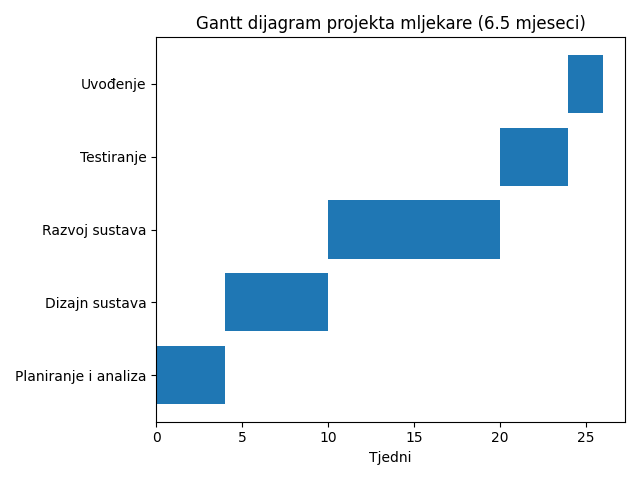 Gantt dijagram projekta mljekare (6.5 mjeseci)
Uvođenje
Testiranje
Razvoj sustava
Dizajn sustava
Planiranje i analiza
0 5 10 15 20 25
Tjedni